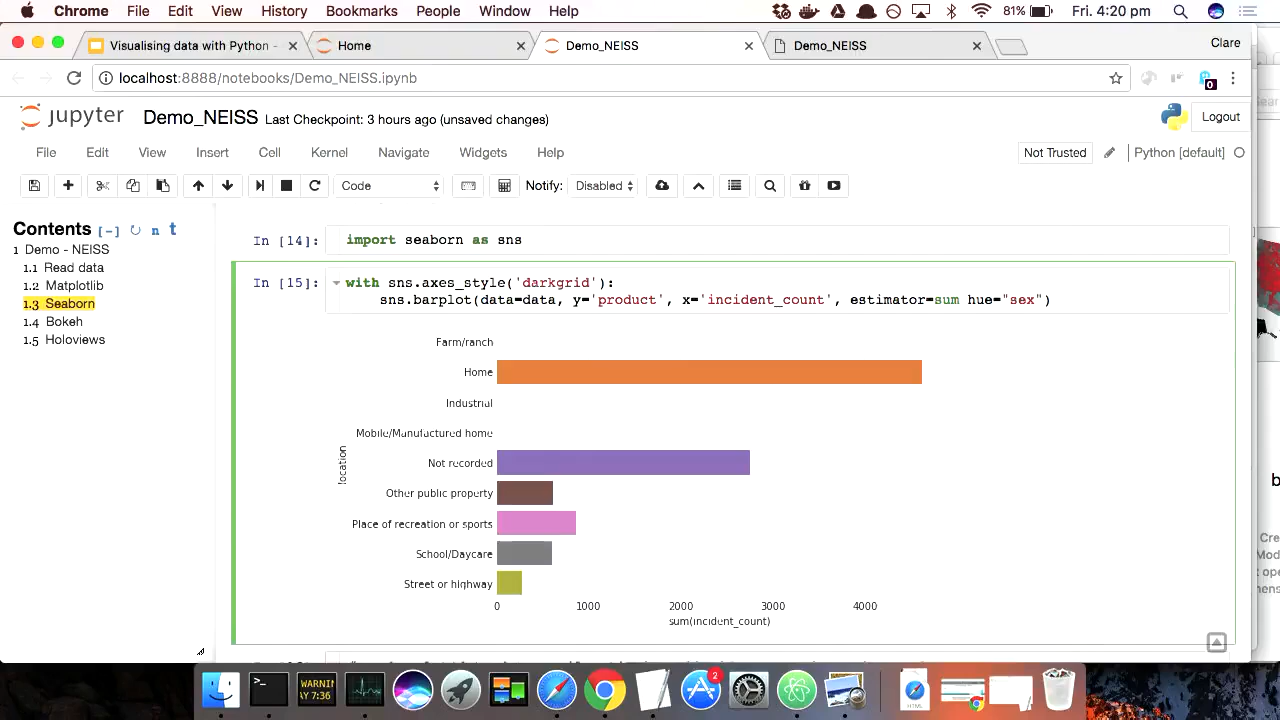 Chrome File Edit View History Bookmarks People Window Help 81% Fri. 4:20 pm
Visualising data with Python - Home Demo_NEISS Demo_NEISS Clare
localhost:8888/notebooks/Demo_NEISS.ipynb 0
jupyter Demo_NEISS Last Checkpoint: 3 hours ago (unsaved changes) Logout
File Edit View Insert Cell Kernel Navigate Widgets Help Not Trusted Python [default]
Code Notify: Disabled
Contents [-] n t
1 Demo - NEISS
1.1 Read data
1.2 Matplotlib
1.3 Seaborn
1.4 Bokeh
1.5 Holoviews
In [14]: import seaborn as sns
In [15]: with sns.axes_style('darkgrid'):
sns.barplot(data=data, y='product', x='incident_count', estimator=sum hue="sex")
Farm/ranch
Home
Industrial
Mobile/Manufactured home
location
Not recorded
Other public property
Place of recreation or sports
School/Daycare
Street or highway
0 1000 2000 3000 4000
sum(incident_count)
WARNIN
7:36
2
HTML